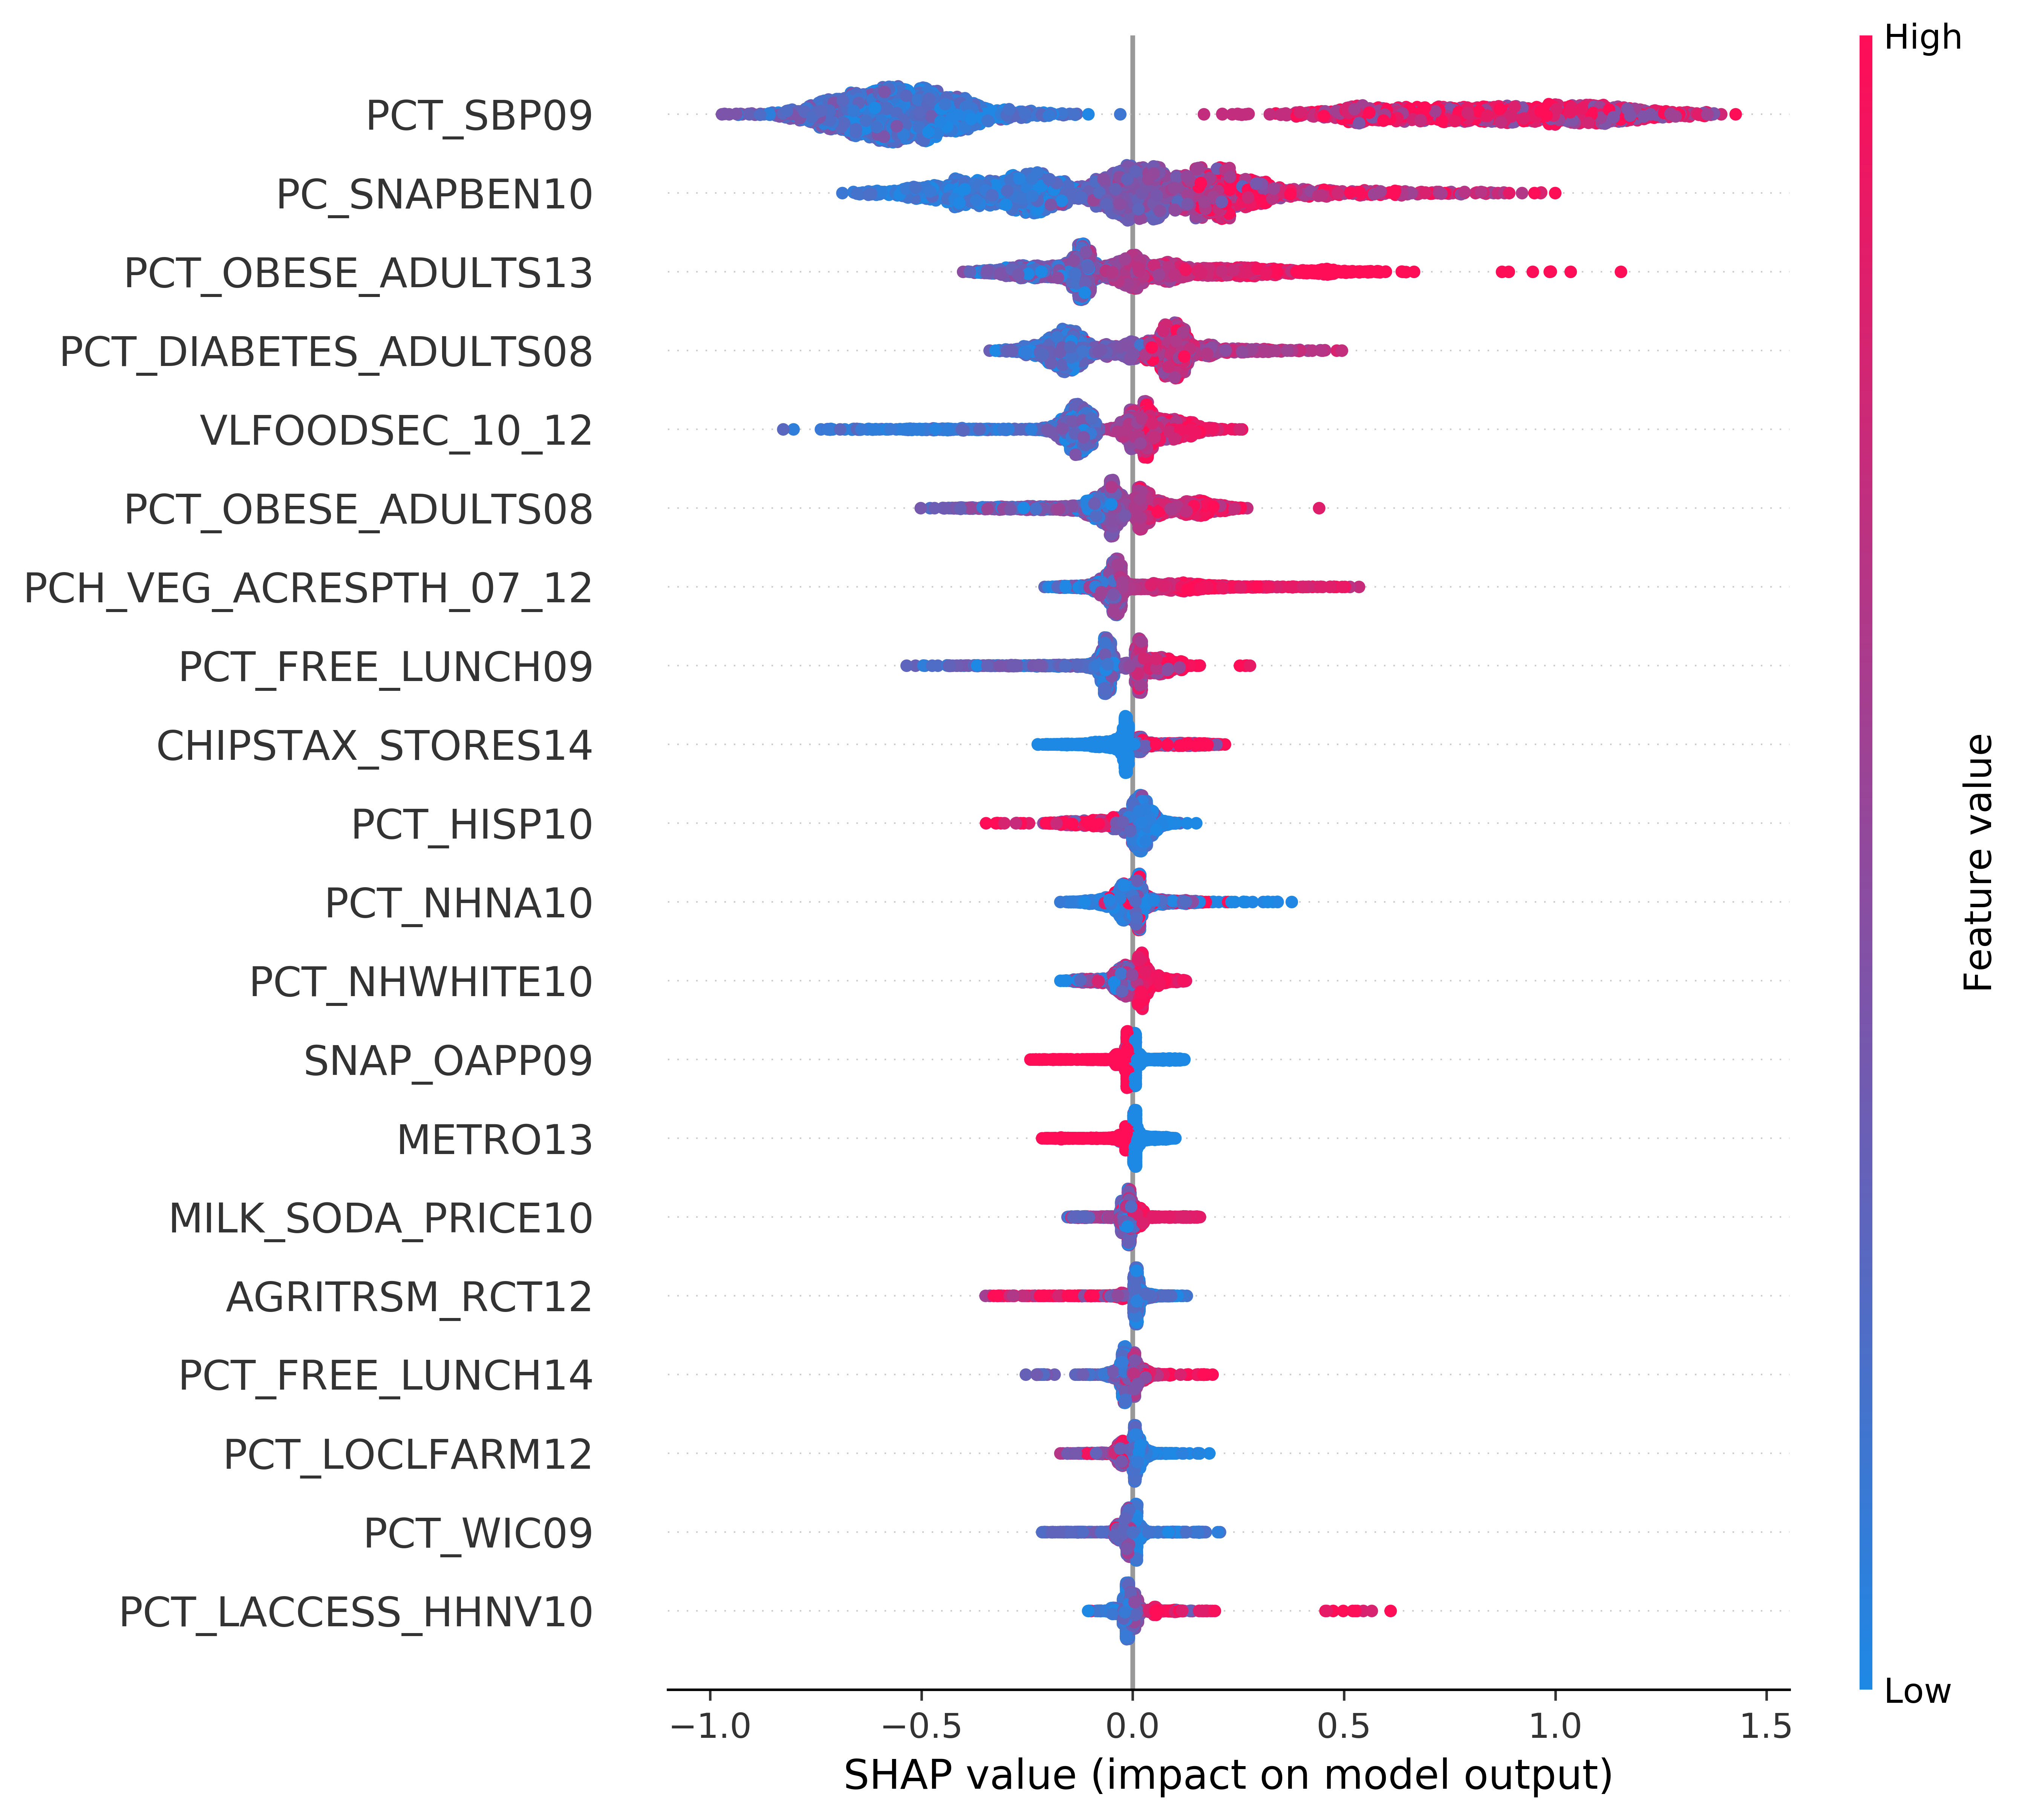 High
PCT_SBP09
PC_SNAPBEN10
PCT_OBESE_ADULTS13
PCT_DIABETES_ADULTS08
VLFOODSEC_10_12
PCT_OBESE_ADULTS08
PCH_VEG_ACRESPTH_07_12
PCT_FREE_LUNCH09
CHIPSTAX_STORES14
PCT_HISP10
PCT_NHNA10
PCT_NHWHITE10
SNAP_OAPP09
METRO13
MILK_SODA_PRICE10
AGRITRSM_RCT12
PCT_FREE_LUNCH14
PCT_LOCLFARM12
PCT_WIC09
PCT_LACCESS_HHNV10
Feature value
Low
−1.0 −0.5 0.0 0.5 1.0 1.5
SHAP value (impact on model output)